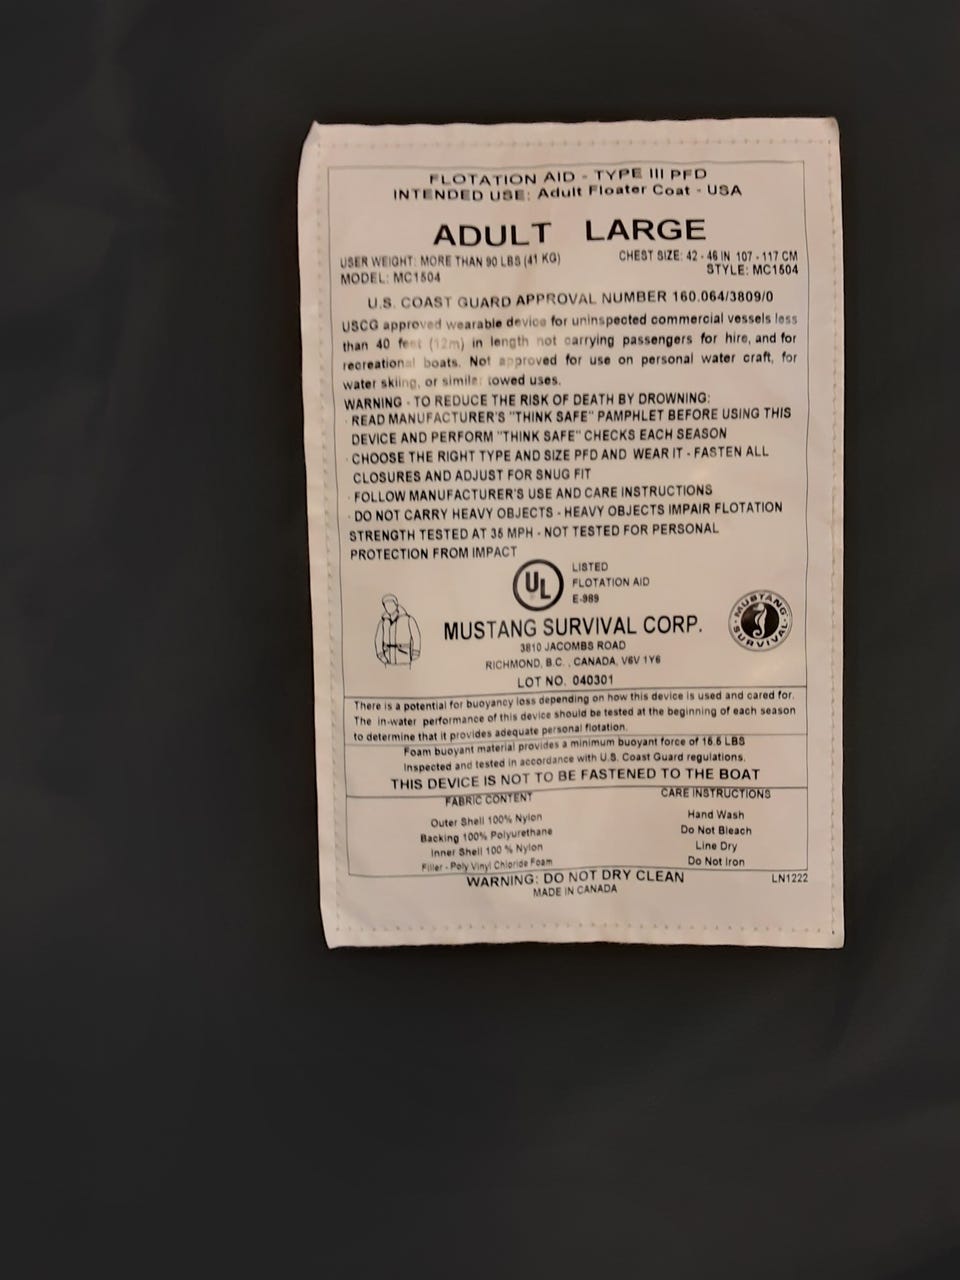 FLOTATION AID - TYPE III PFD
INTENDED USE: Adult Floater Coat - USA
ADULT LARGE
USER WEIGHT: MORE THAN 90 LBS (41 KG) CHEST SIZE: 42 - 46 IN 107 - 117 CM
MODEL: MC1504 STYLE: MC1504
U.S. COAST GUARD APPROVAL NUMBER 160.064/3809/0
USCG approved wearable device for uninspected commercial vessels less
than 40 feet (12m) in length not carrying passengers for hire, and for
recreational boats. Not approved for use on personal water craft, for
water skiing, or similar towed uses.
WARNING - TO REDUCE THE RISK OF DEATH BY DROWNING:
· READ MANUFACTURER'S "THINK SAFE" PAMPHLET BEFORE USING THIS
DEVICE AND PERFORM "THINK SAFE" CHECKS EACH SEASON
· CHOOSE THE RIGHT TYPE AND SIZE PFD AND WEAR IT - FASTEN ALL
CLOSURES AND ADJUST FOR SNUG FIT
· FOLLOW MANUFACTURER'S USE AND CARE INSTRUCTIONS
· DO NOT CARRY HEAVY OBJECTS - HEAVY OBJECTS IMPAIR FLOTATION
STRENGTH TESTED AT 35 MPH - NOT TESTED FOR PERSONAL
PROTECTION FROM IMPACT
UL
LISTED
FLOTATION AID
E-989
MUSTANG SURVIVAL
MUSTANG SURVIVAL CORP.
3810 JACOMBS ROAD
RICHMOND, B.C. , CANADA, V6V 1Y6
LOT NO. 040301
There is a potential for buoyancy loss depending on how this device is used and cared for.
The in-water performance of this device should be tested at the beginning of each season
to determine that it provides adequate personal flotation.
Foam buoyant material provides a minimum buoyant force of 15.5 LBS
Inspected and tested in accordance with U.S. Coast Guard regulations.
THIS DEVICE IS NOT TO BE FASTENED TO THE BOAT
FABRIC CONTENT
Outer Shell 100% Nylon
Backing 100% Polyurethane
Inner Shell 100 % Nylon
Filler - Poly Vinyl Chloride Foam
CARE INSTRUCTIONS
Hand Wash
Do Not Bleach
Line Dry
Do Not Iron
WARNING: DO NOT DRY CLEAN LN1222
MADE IN CANADA